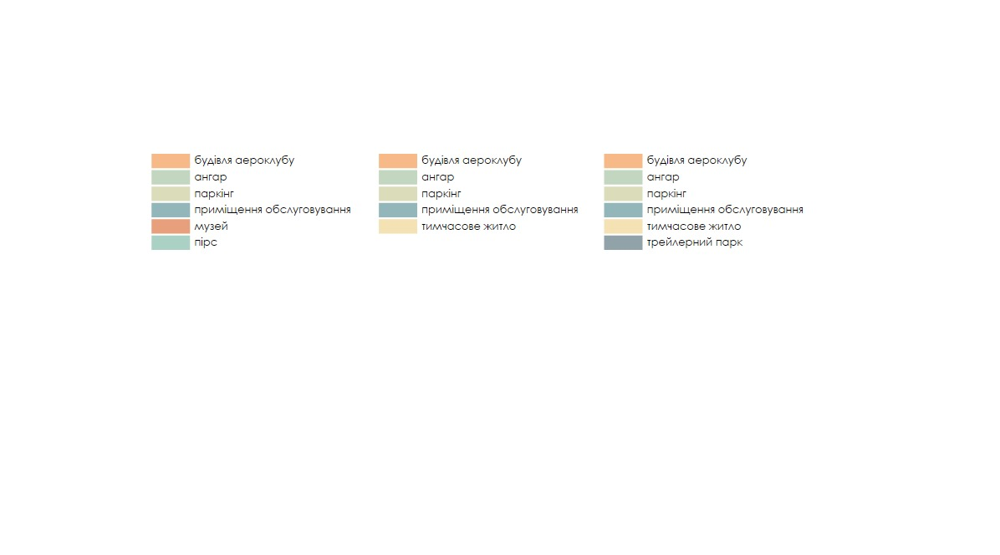 будівля аероклубу
ангар
паркінг
приміщення обслуговування
музей
пірс
будівля аероклубу
ангар
паркінг
приміщення обслуговування
тимчасове житло
будівля аероклубу
ангар
паркінг
приміщення обслуговування
тимчасове житло
трейлерний парк